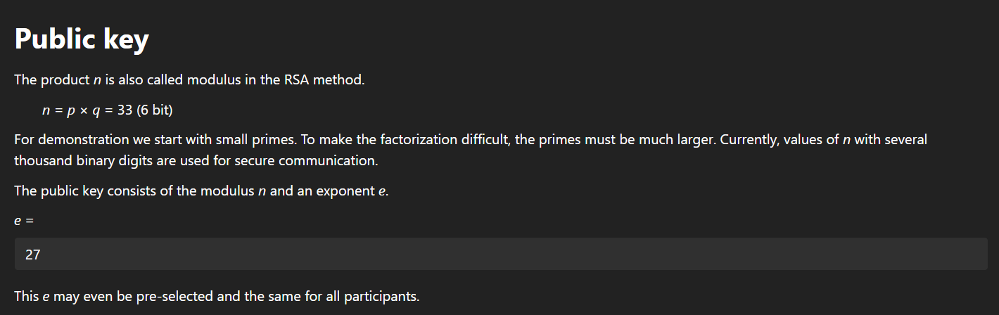 Public key
The product n is also called modulus in the RSA method.
n = p × q = 33 (6 bit)
For demonstration we start with small primes. To make the factorization difficult, the primes must be much larger. Currently, values of n with several
thousand binary digits are used for secure communication.
The public key consists of the modulus n and an exponent e.
e =
27
This e may even be pre-selected and the same for all participants.